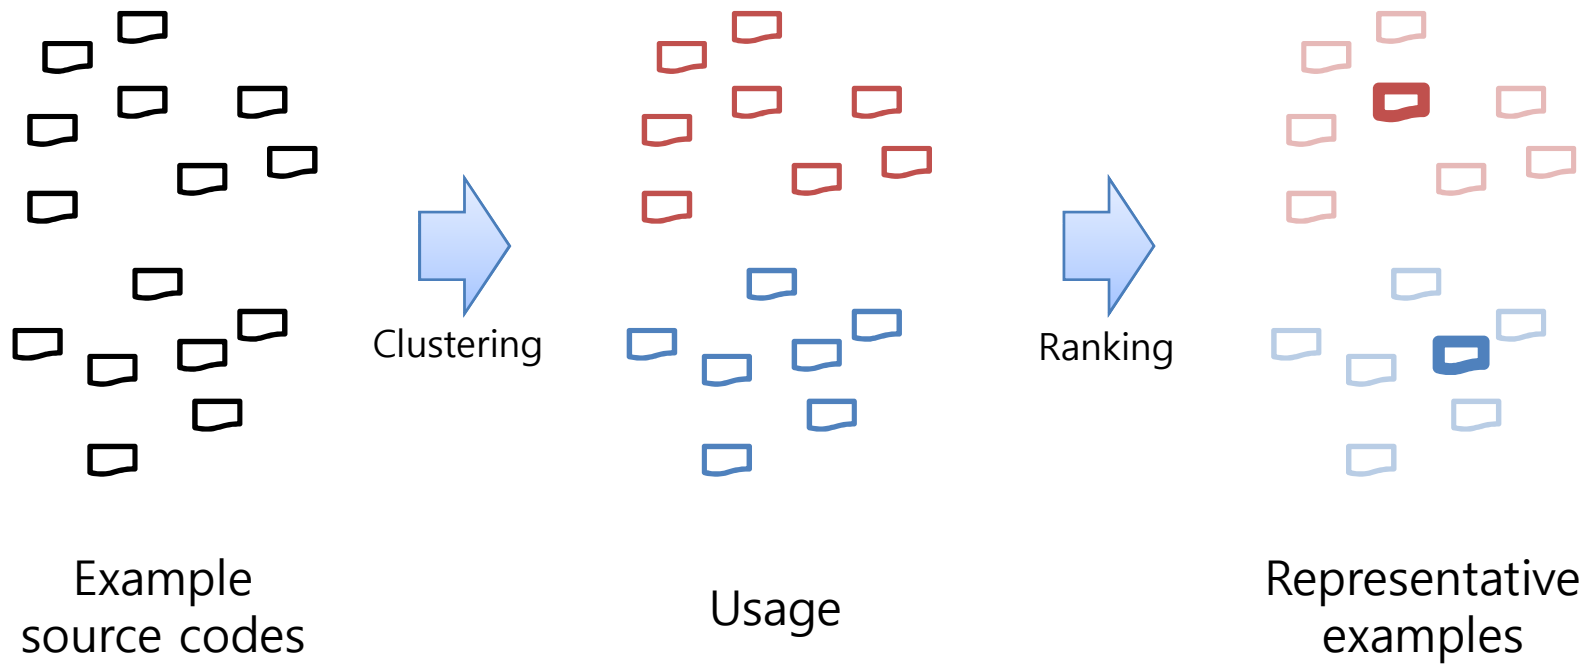 Clustering
Ranking
Example
source codes
Usage
Representative
examples